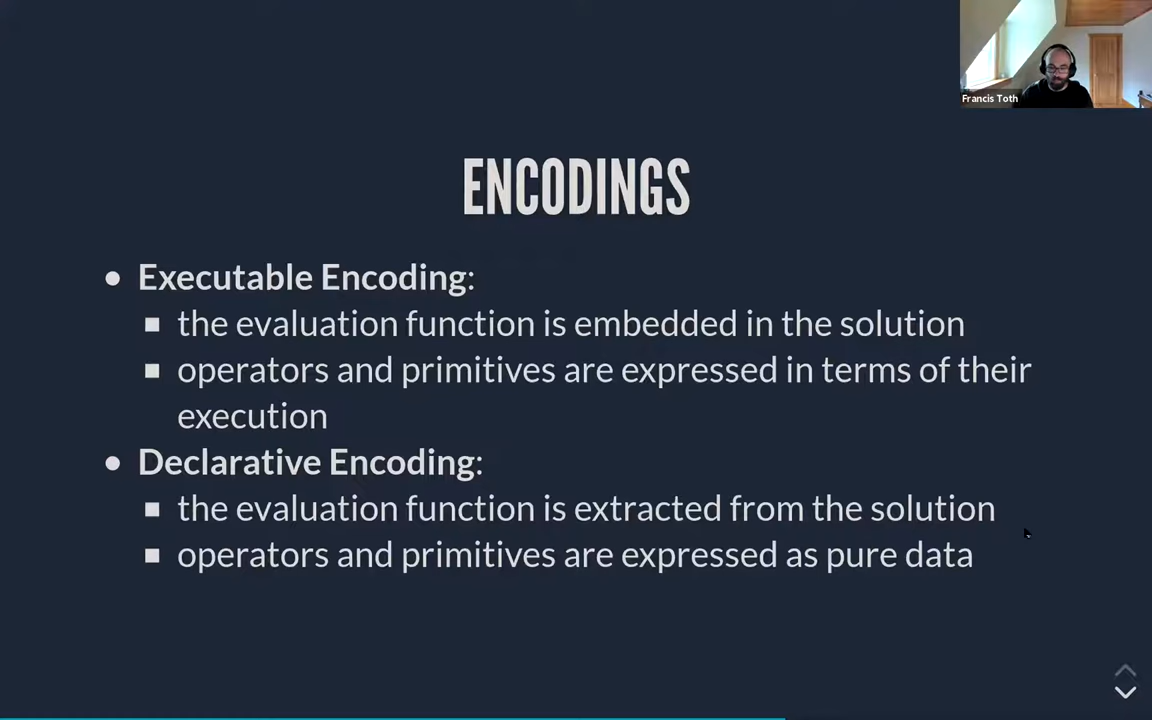 Francis Toth
ENCODINGS
• Executable Encoding:
▪ the evaluation function is embedded in the solution
▪ operators and primitives are expressed in terms of their
execution
• Declarative Encoding:
▪ the evaluation function is extracted from the solution
▪ operators and primitives are expressed as pure data